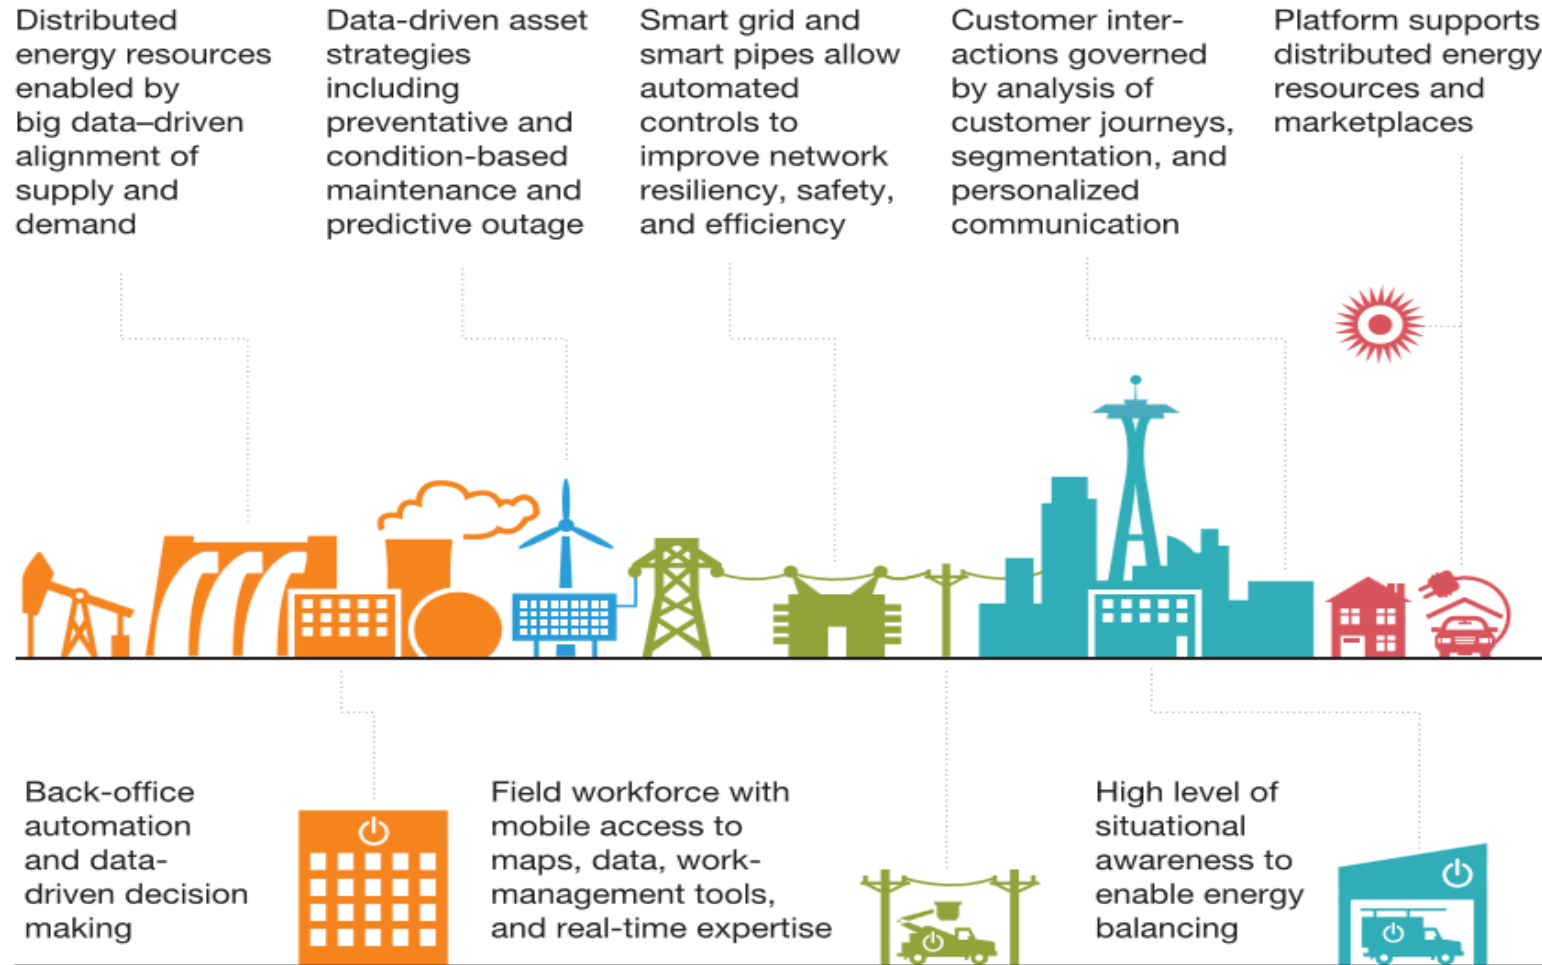 Distributed
energy resources
enabled by
big data–driven
alignment of
supply and
demand
Data-driven asset
strategies
including
preventative and
condition-based
maintenance and
predictive outage
Smart grid and
smart pipes allow
automated
controls to
improve network
resiliency, safety,
and efficiency
Customer inter-
actions governed
by analysis of
customer journeys,
segmentation, and
personalized
communication
Platform supports
distributed energy
resources and
marketplaces
Back-office
automation
and data-
driven decision
making
Field workforce with
mobile access to
maps, data, work-
management tools,
and real-time expertise
High level of
situational
awareness to
enable energy
balancing